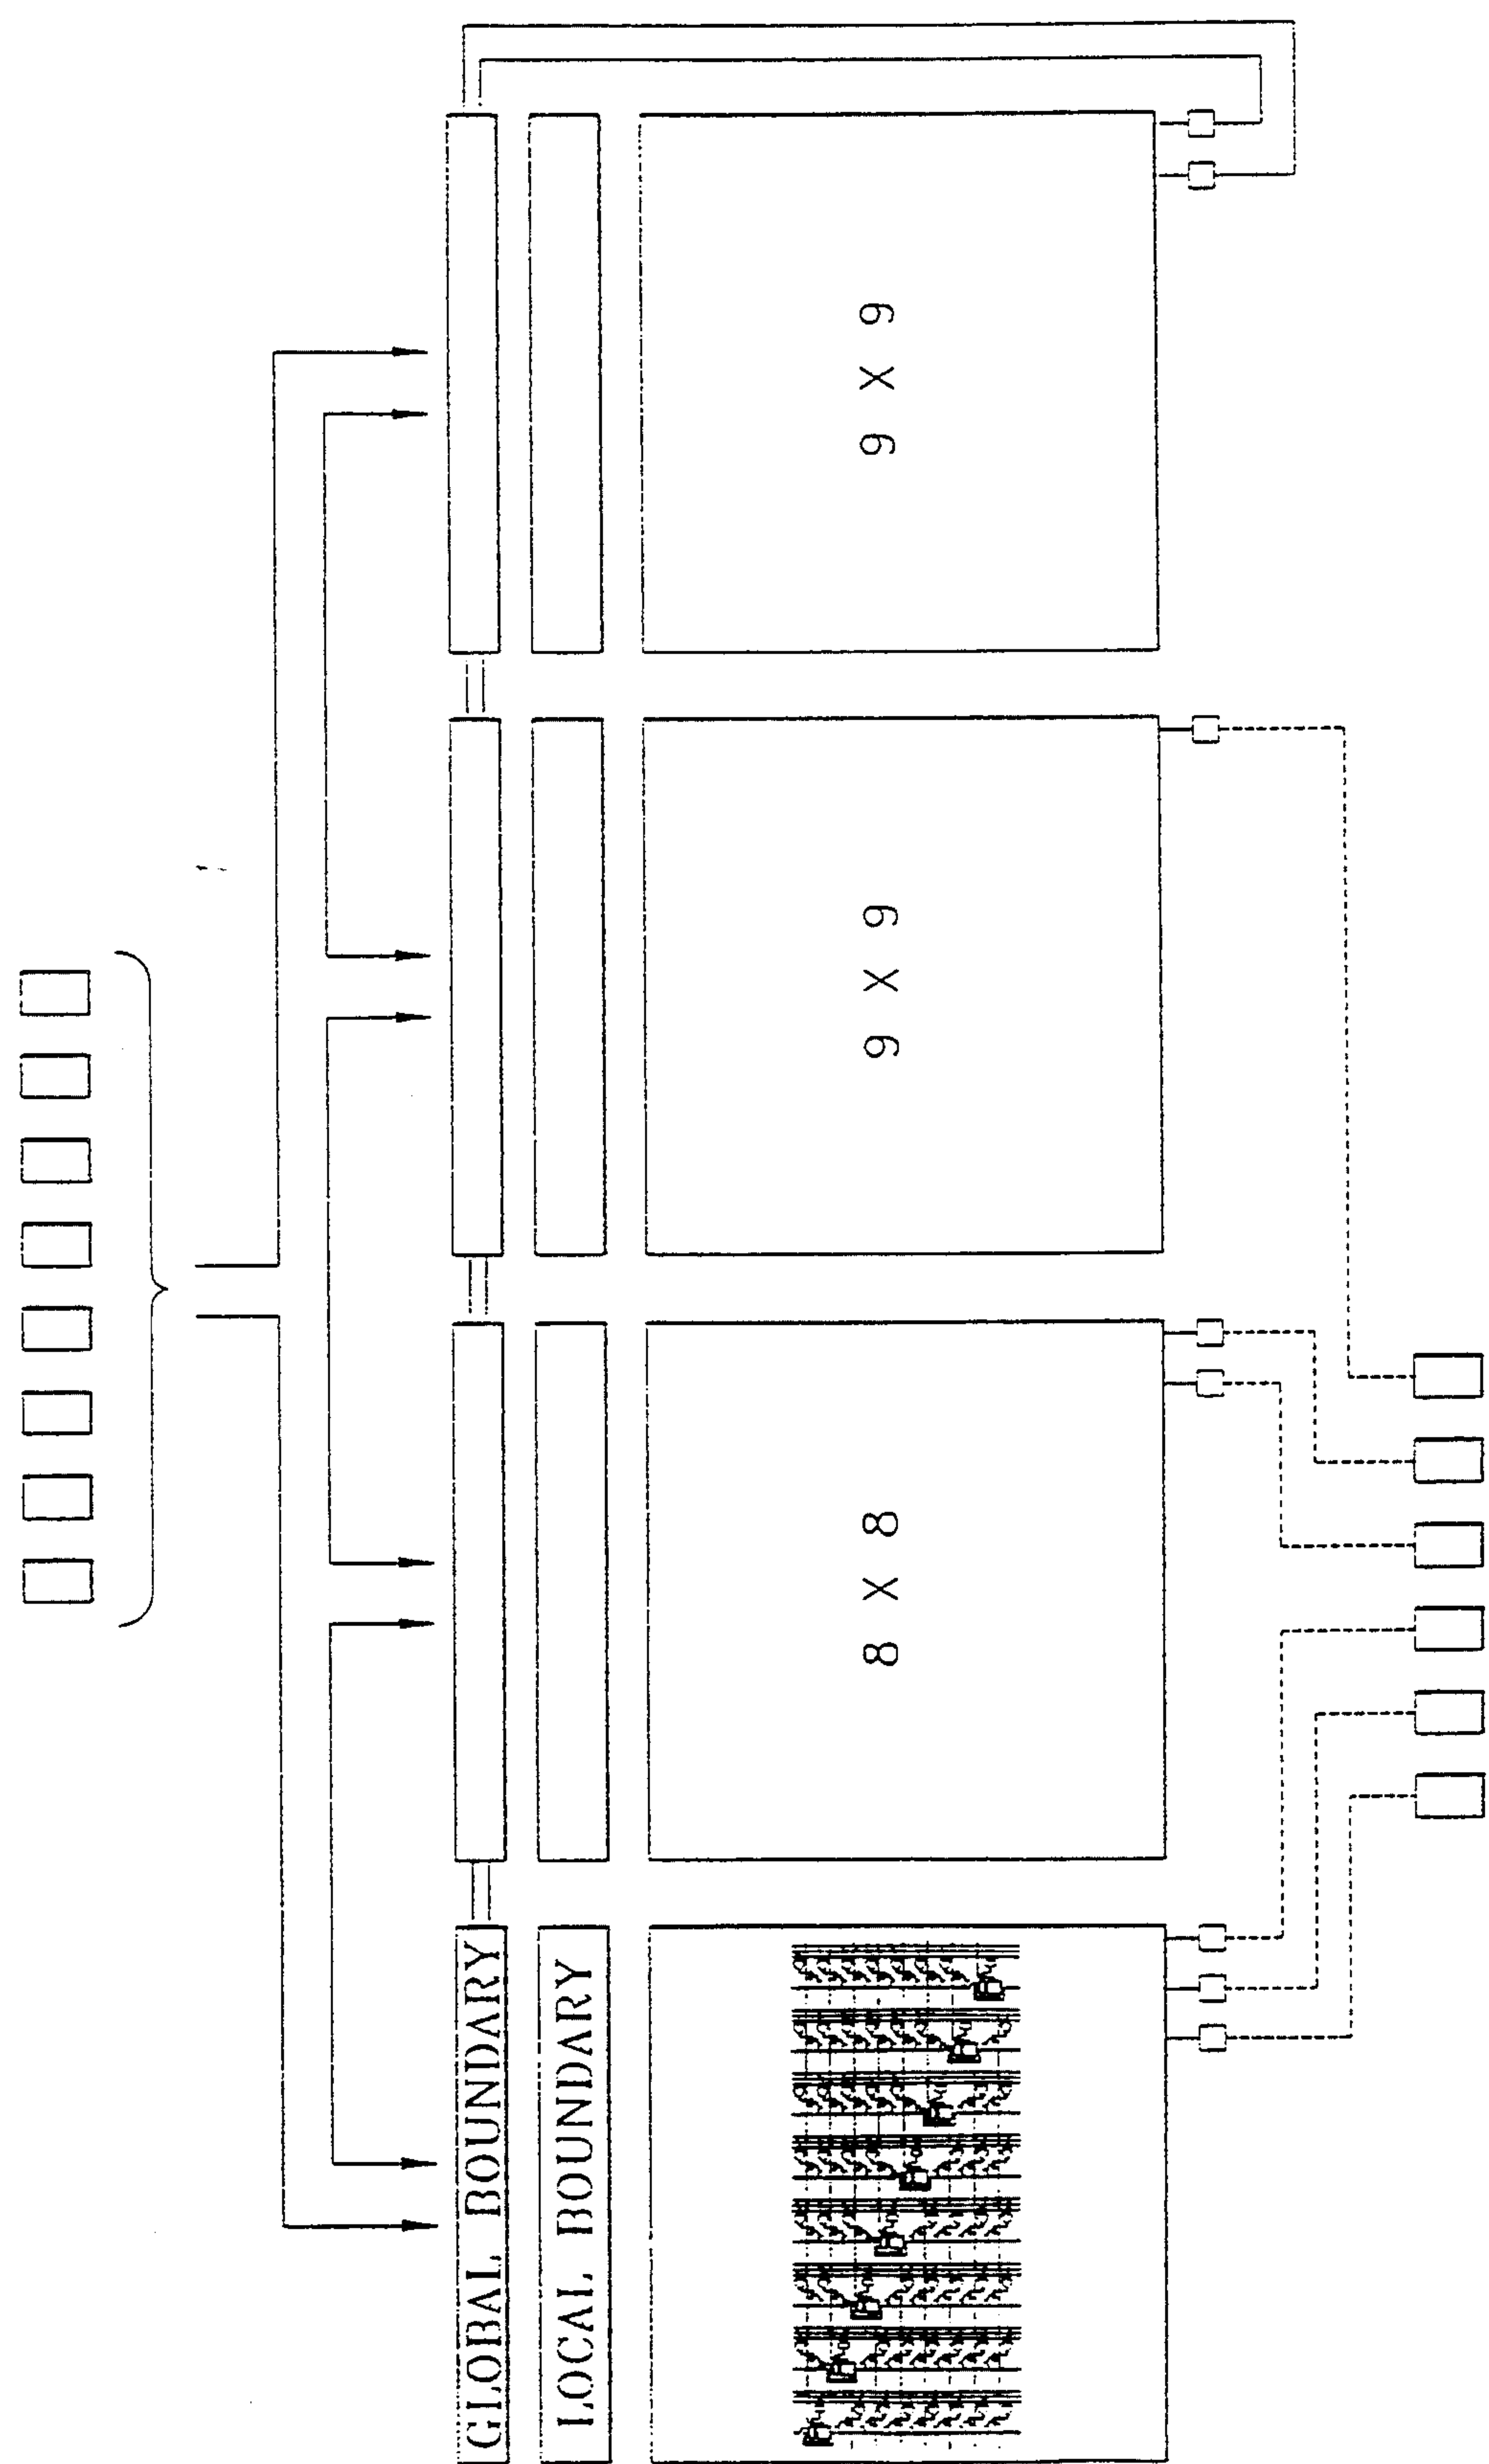 GLOBAL BOUNDARY
LOCAL BOUNDARY
8 X 8
9 X 9
9 X 9